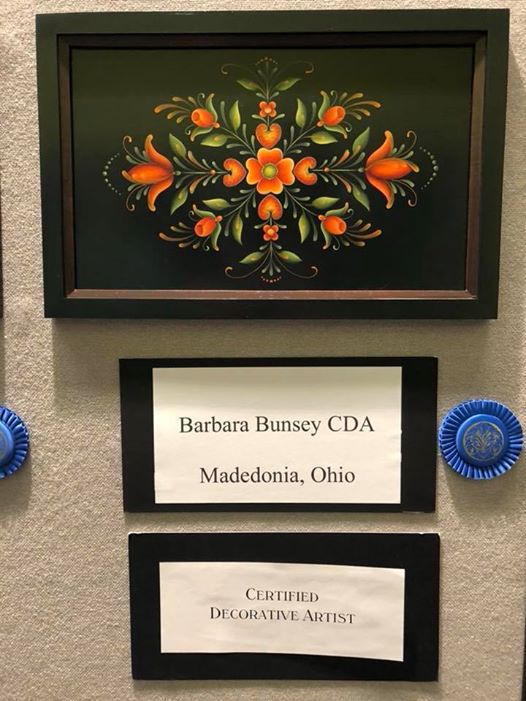 Barbara Bunsey CDA
Madedonia, Ohio
CERTIFIED
DECORATIVE ARTIST